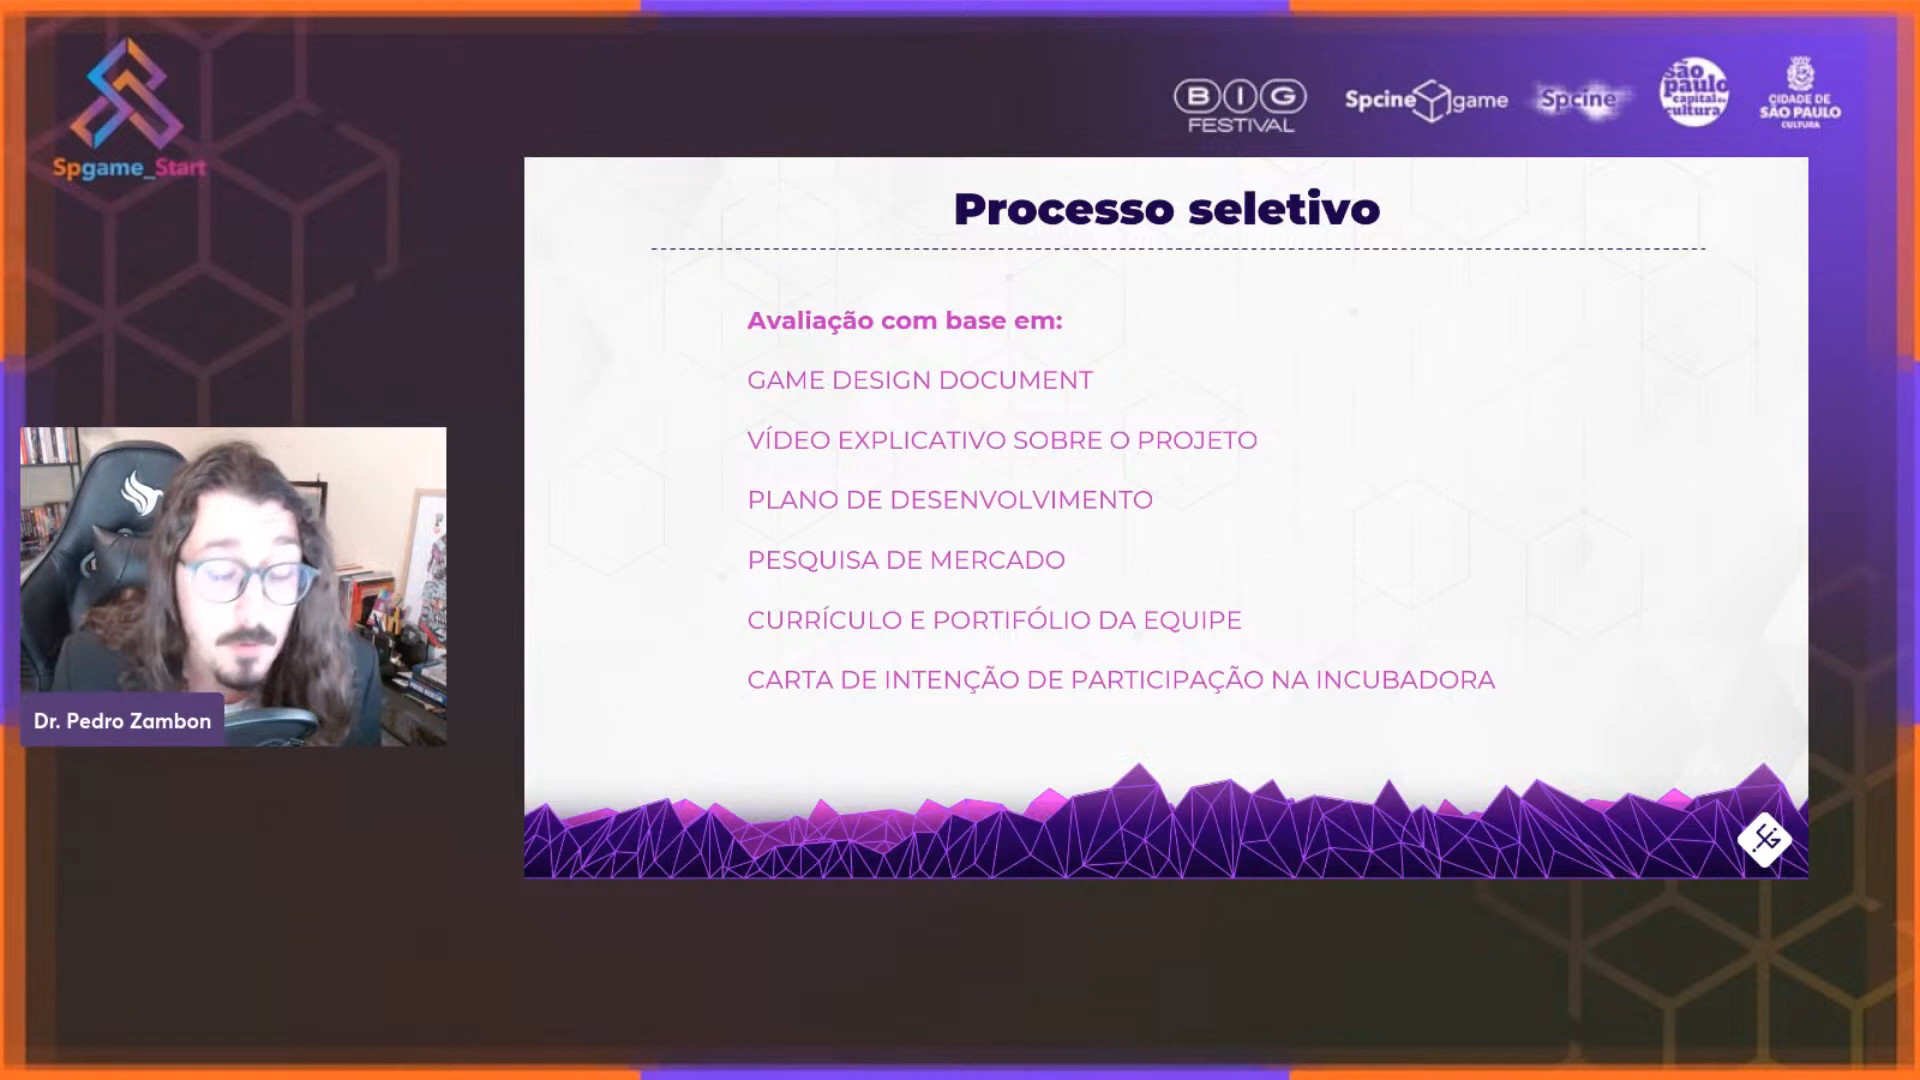 Spgame_Start
BIG
FESTIVAL
Spcine game
Spcine
são
paulo
capital da
cultura
CIDADE DE
SÃO PAULO
CULTURA
Processo seletivo
Avaliação com base em:
GAME DESIGN DOCUMENT
VÍDEO EXPLICATIVO SOBRE O PROJETO
PLANO DE DESENVOLVIMENTO
PESQUISA DE MERCADO
CURRÍCULO E PORTIFÓLIO DA EQUIPE
CARTA DE INTENÇÃO DE PARTICIPAÇÃO NA INCUBADORA
Dr. Pedro Zambon